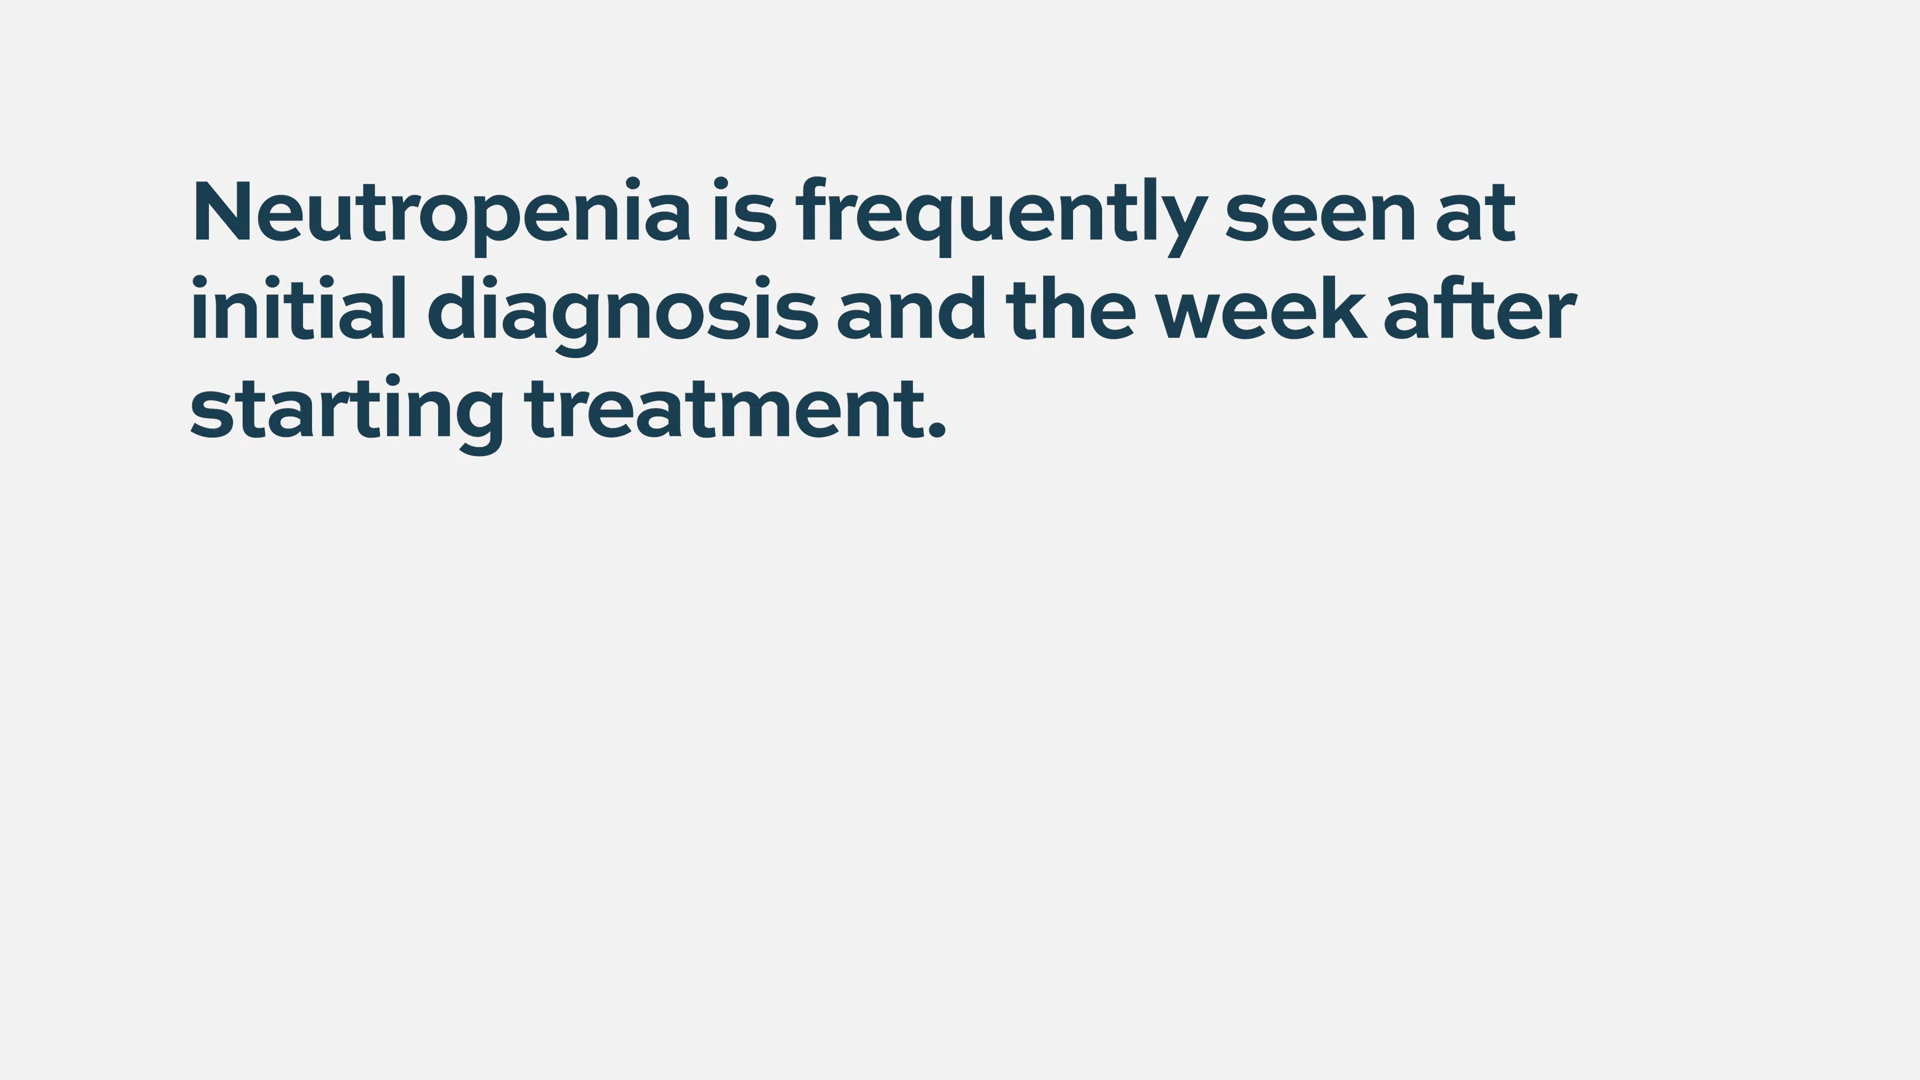 Neutropenia is frequently seen at
initial diagnosis and the week after
starting treatment.